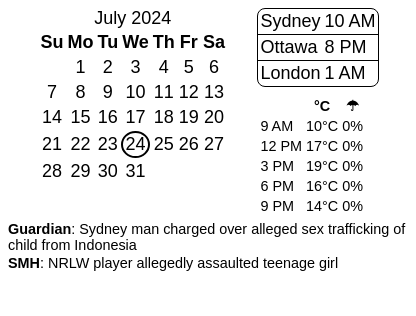 July 2024
Su Mo Tu We Th Fr Sa
1 2 3 4 5 6
7 8 9 10 11 12 13
14 15 16 17 18 19 20
21 22 23 24 25 26 27
28 29 30 31
Sydney 10 AM
Ottawa 8 PM
London 1 AM
°C ☂
9 AM 10°C 0%
12 PM 17°C 0%
3 PM 19°C 0%
6 PM 16°C 0%
9 PM 14°C 0%
Guardian: Sydney man charged over alleged sex trafficking of
child from Indonesia
SMH: NRLW player allegedly assaulted teenage girl